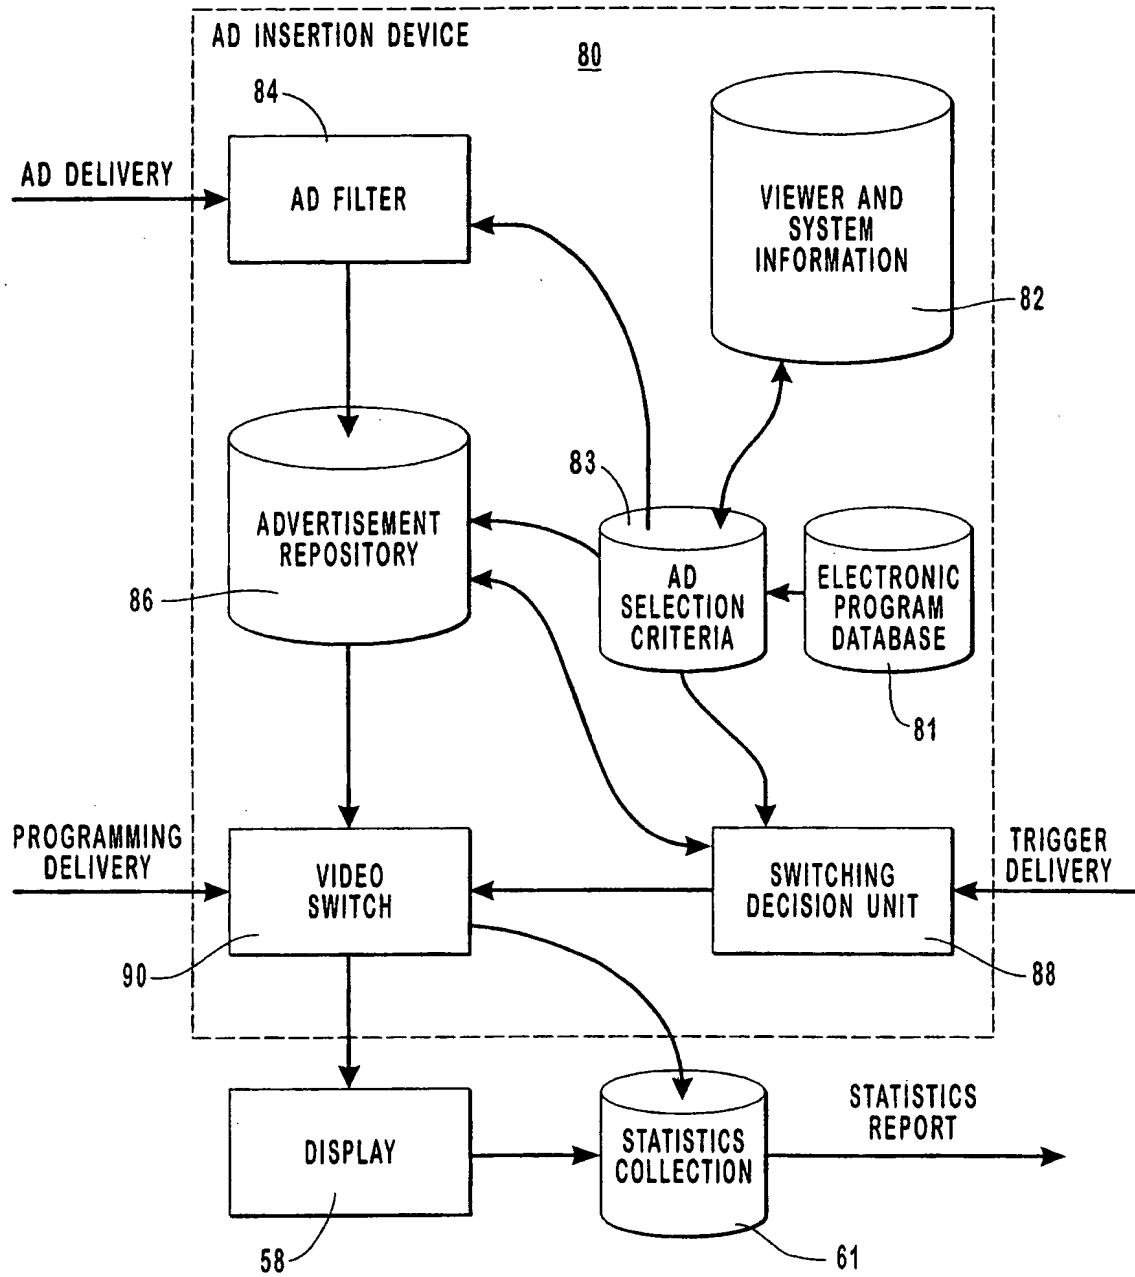 AD INSERTION DEVICE
80
84
AD DELIVERY
AD FILTER
VIEWER AND
SYSTEM
INFORMATION
82
83
ADVERTISEMENT
REPOSITORY
86
AD
SELECTION
CRITERIA
ELECTRONIC
PROGRAM
DATABASE
81
PROGRAMMING
DELIVERY
VIDEO
SWITCH
90
SWITCHING
DECISION UNIT
88
TRIGGER
DELIVERY
DISPLAY
58
STATISTICS
COLLECTION
61
STATISTICS
REPORT